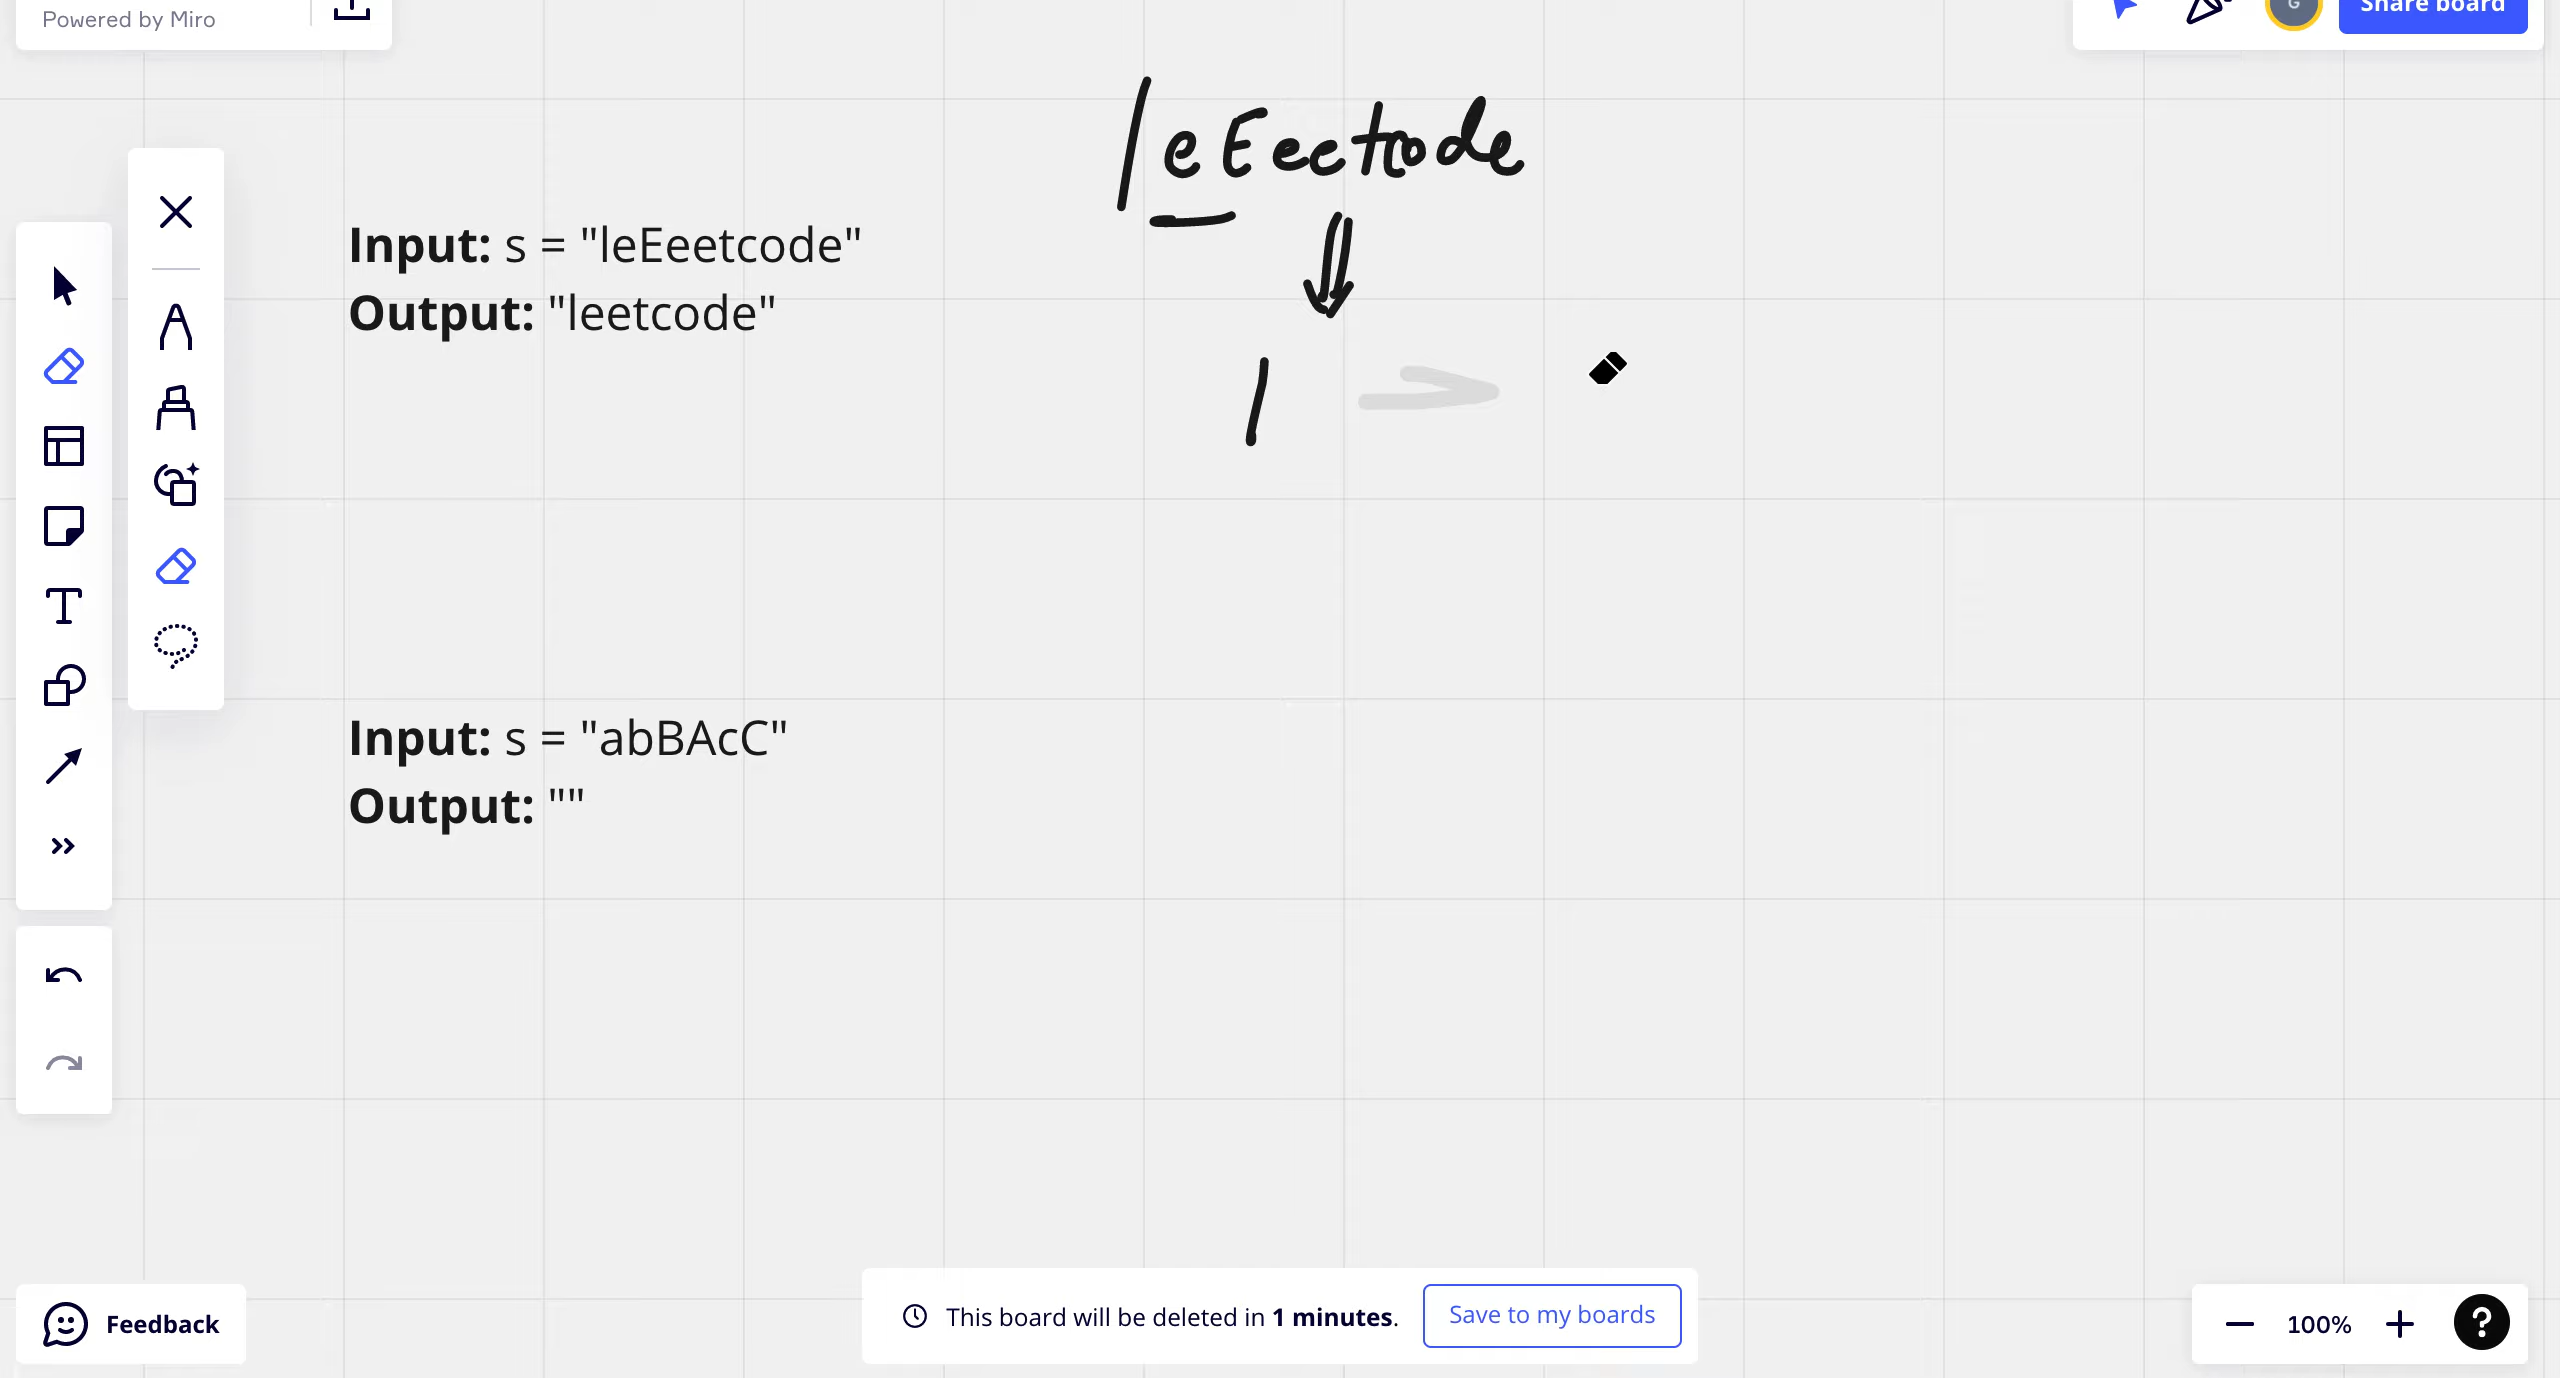 Powered by Miro
G
Share board
leEeetcode
Input: s = "leEeetcode"
Output: "leetcode"
l
Input: s = "abBAcC"
Output: ""
Feedback
This board will be deleted in 1 minutes.
Save to my boards
100%
?